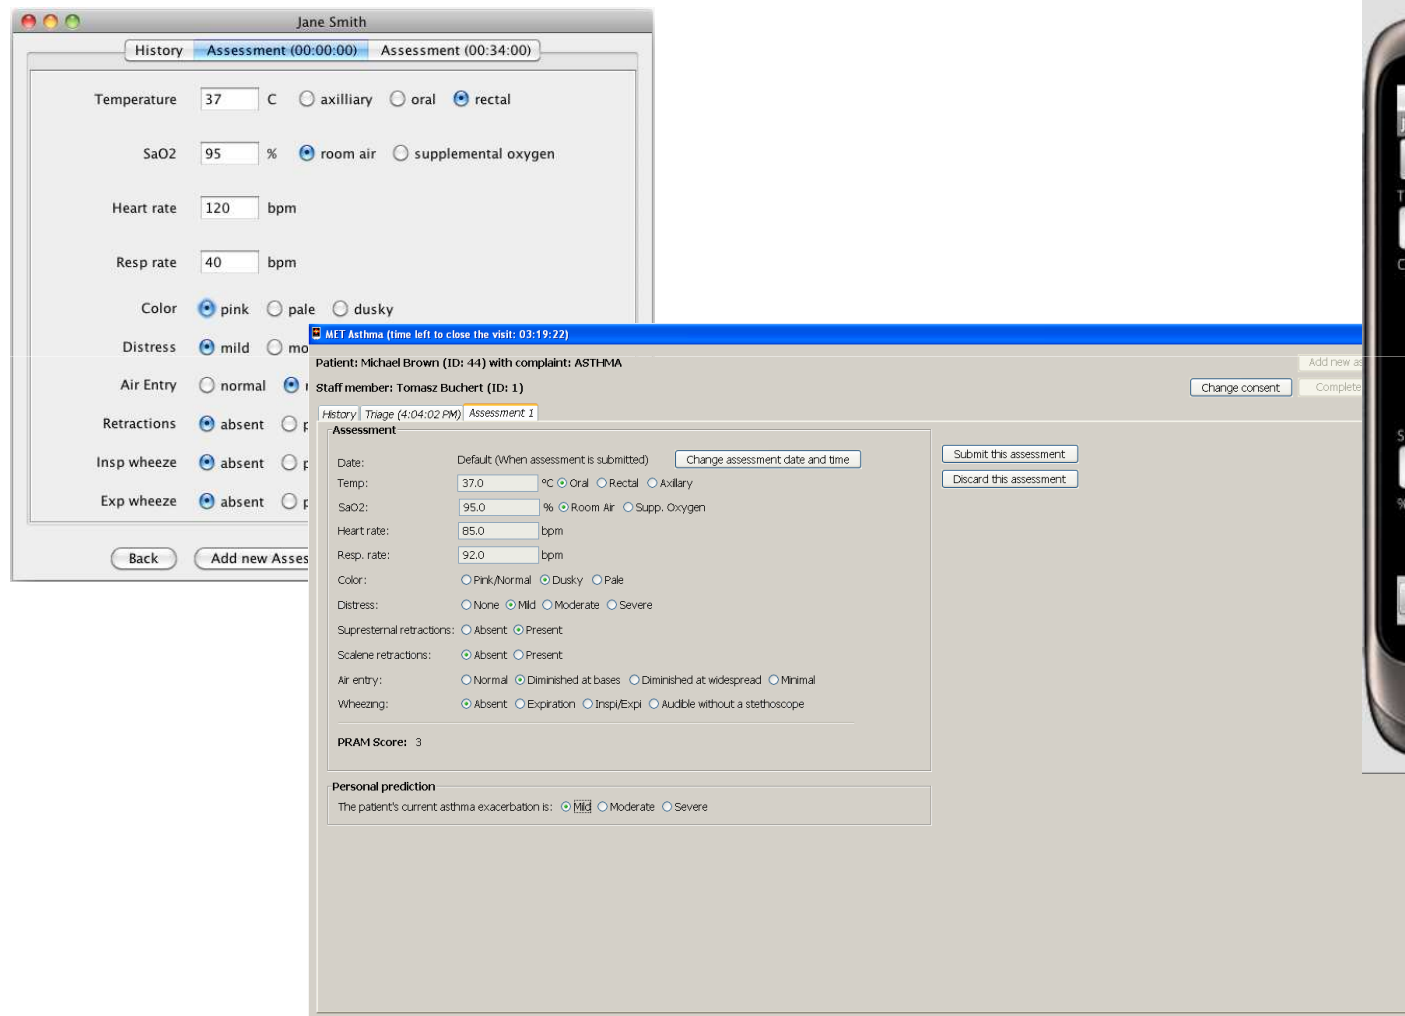 Jane Smith
History Assessment (00:00:00) Assessment (00:34:00)
Temperature 37 C axilliary oral rectal
SaO2 95 % room air supplemental oxygen
Heart rate 120 bpm
Resp rate 40 bpm
Color pink pale dusky
Distress mild
Air Entry normal
Retractions absent
Insp wheeze absent
Exp wheeze absent
Back Add new Asses
MET Asthma (time left to close the visit: 03:19:22)
Patient: Michael Brown (ID: 44) with complaint: ASTHMA
Add new as
Staff member: Tomasz Buchert (ID: 1)
Change consent Complete
History Triage (4:04:02 PM) Assessment 1
Assessment
Date: Default (When assessment is submitted) Change assessment date and time
Submit this assessment
Temp: 37.0 °C Oral Rectal Axillary
Discard this assessment
SaO2: 95.0 % Room Air Supp. Oxygen
Heart rate: 85.0 bpm
Resp. rate: 92.0 bpm
Color: Pink/Normal Dusky Pale
Distress: None Mild Moderate Severe
Supresternal retractions: Absent Present
Scalene retractions: Absent Present
Air entry: Normal Diminished at bases Diminished at widespread Minimal
Wheezing: Absent Expiration Inspi/Expi Audible without a stethoscope
PRAM Score: 3
Personal prediction
The patient's current asthma exacerbation is: Mild Moderate Severe